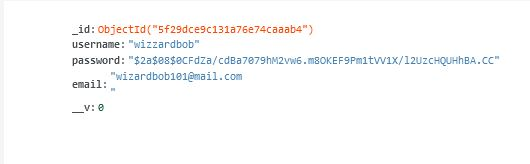 _id: ObjectId("5f29dce9c131a76e74caaab4")
username: "wizzardbob"
password: "$2a$08$0CFdZa/cdBa7079hM2vw6.m8OKEF9Pm1tVV1X/l2UzcHQUHhBA.CC"
email: "wizzardbob101@mail.com
"
__v: 0